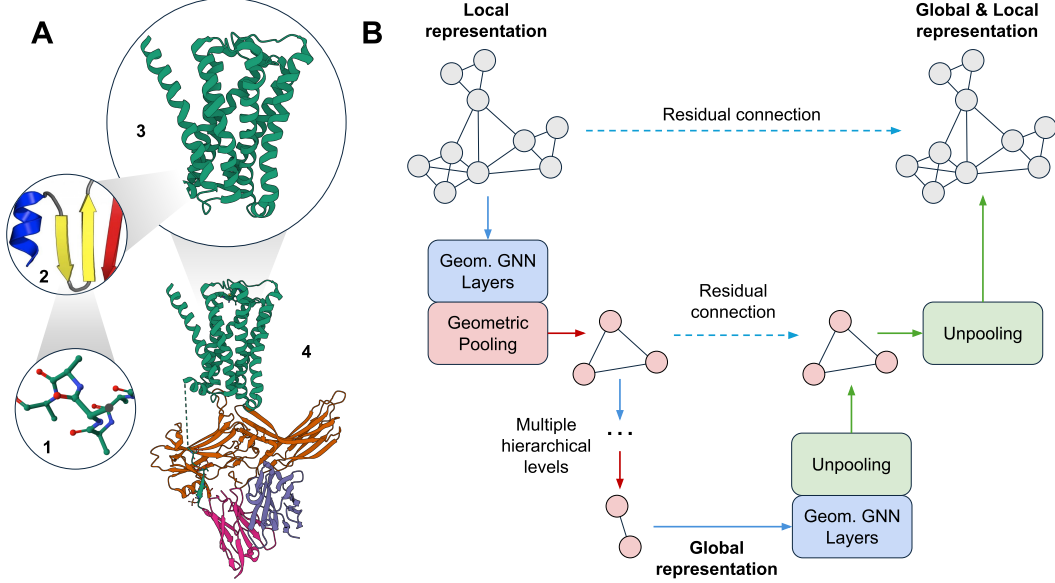 A
3
2
1
4
B
Local
representation
Global & Local
representation
Residual connection
Geom. GNN
Layers
Geometric
Pooling
Residual
connection
Unpooling
Multiple
hierarchical
levels
...
Unpooling
Geom. GNN
Layers
Global
representation